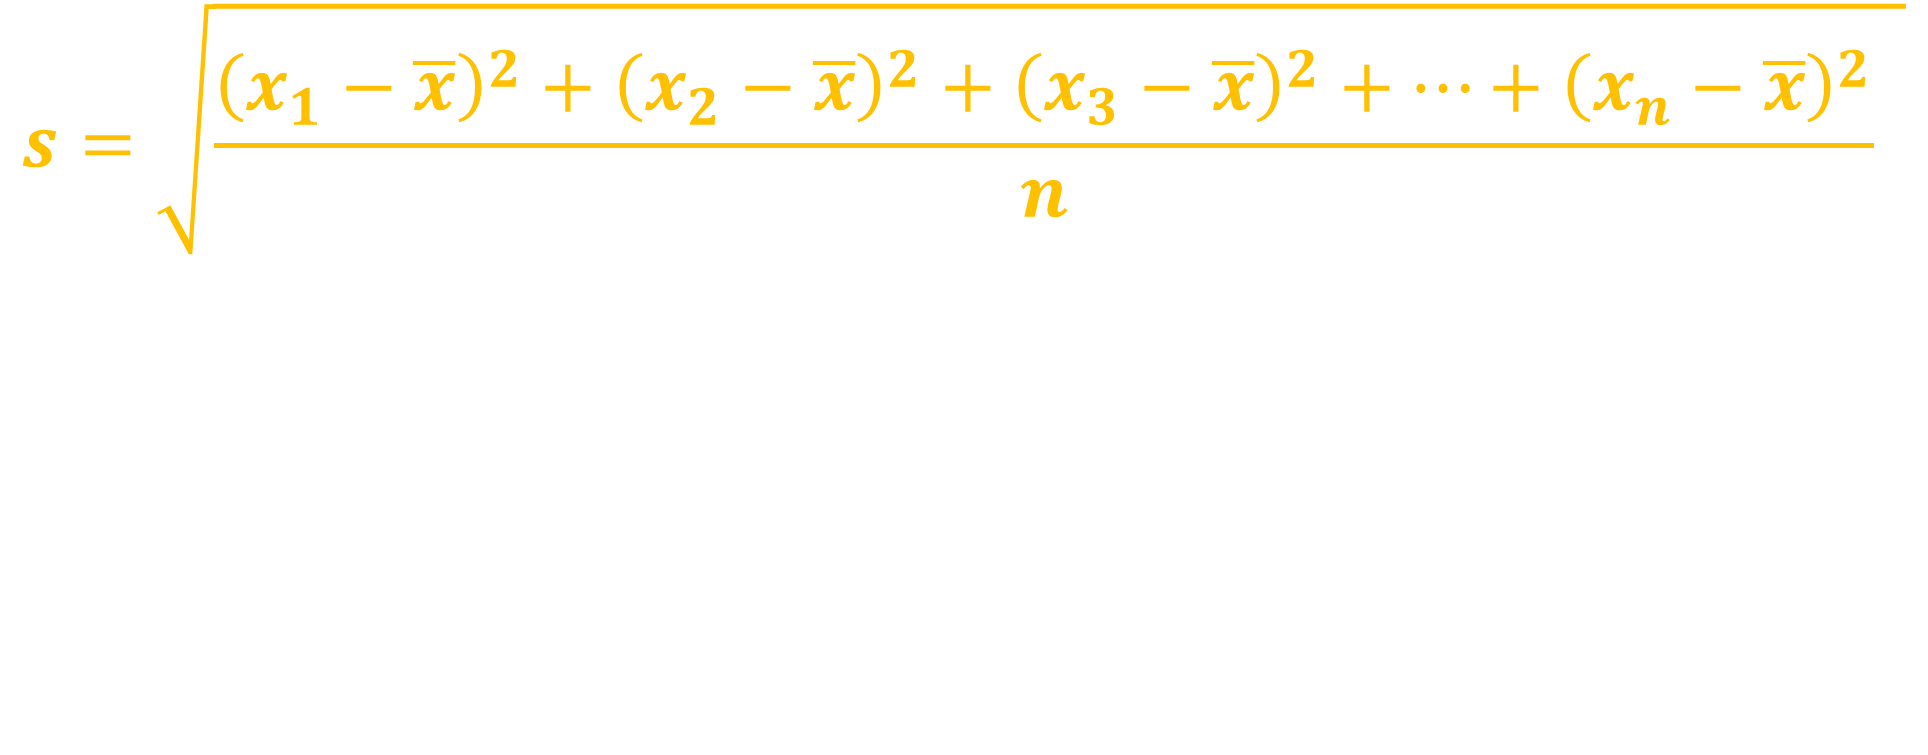 s = √((x₁ − x̄)² + (x₂ − x̄)² + (x₃ − x̄)² + ⋯ + (xₙ − x̄)² / n)